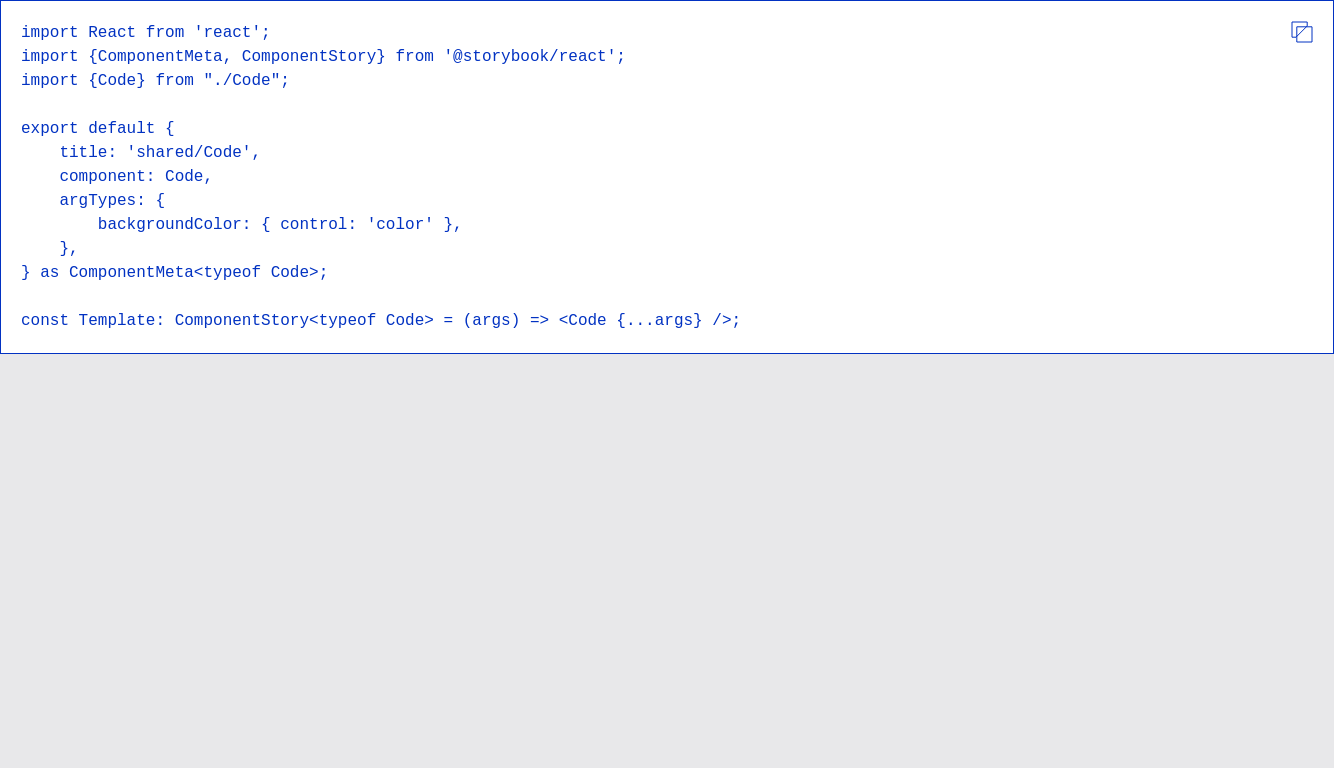 import React from 'react';
import {ComponentMeta, ComponentStory} from '@storybook/react';
import {Code} from "./Code";

export default {
    title: 'shared/Code',
    component: Code,
    argTypes: {
        backgroundColor: { control: 'color' },
    },
} as ComponentMeta<typeof Code>;

const Template: ComponentStory<typeof Code> = (args) => <Code {...args} />;